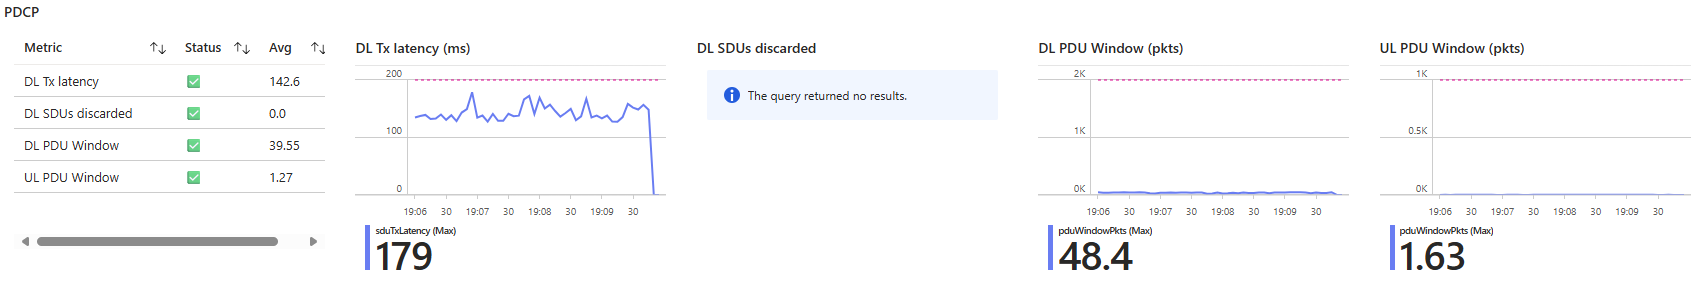 PDCP
Metric Status Avg
DL Tx latency 142.6
DL SDUs discarded 0.0
DL PDU Window 39.55
UL PDU Window 1.27
DL Tx latency (ms)
200
100
0
19:06 30 19:07 30 19:08 30 19:09 30
sduTxLatency (Max)
179
DL SDUs discarded
The query returned no results.
DL PDU Window (pkts)
2K
1K
0K
19:06 30 19:07 30 19:08 30 19:09 30
pduWindowPkts (Max)
48.4
UL PDU Window (pkts)
1K
0.5K
0K
19:06 30 19:07 30 19:08 30 19:09 30
pduWindowPkts (Max)
1.63